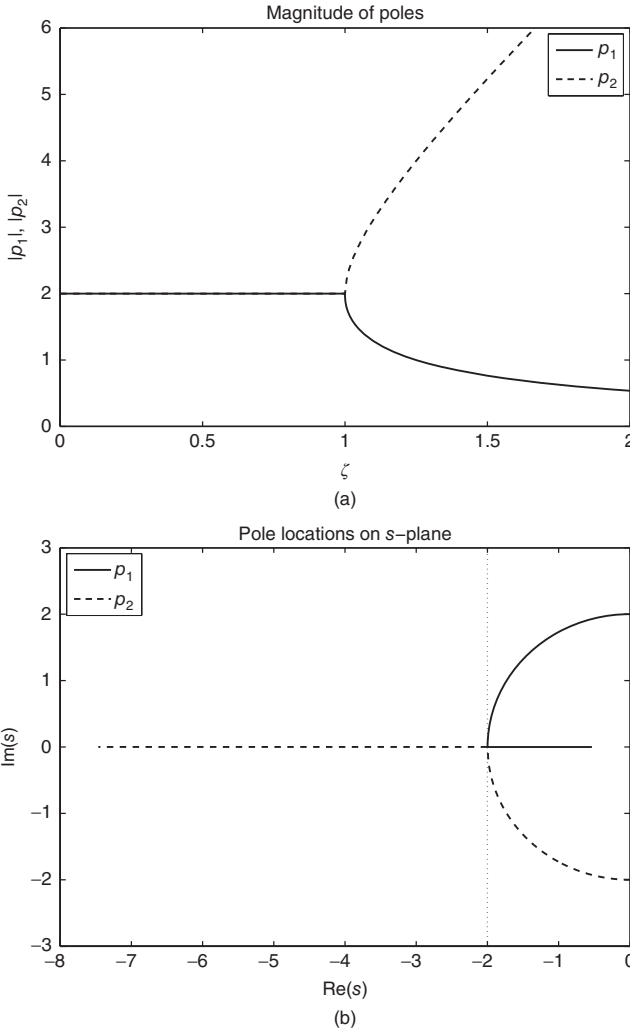 Magnitude of poles
6
5
4
3
2
1
0
|p1|, |p2|
p1
p2
0 0.5 1 1.5 2
ζ
(a)
Pole locations on s−plane
3
2
1
0
−1
−2
−3
Im(s)
p1
p2
−8 −7 −6 −5 −4 −3 −2 −1 0
Re(s)
(b)